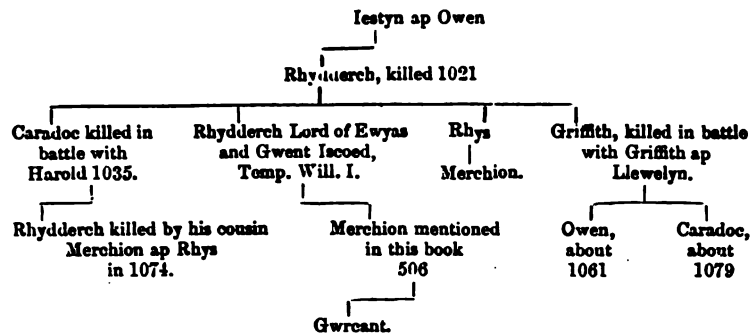 Iestyn ap Owen
Rhydderch, killed 1021
Caradoc killed in
battle with
Harold 1035.
Rhydderch Lord of Ewyas
and Gwent Iscoed,
Temp. Will. I.
Rhys
Merchion.
Griffith, killed in battle
with Griffith ap
Llewelyn.
Rhydderch killed by his cousin
Merchion ap Rhys
in 1074.
Merchion mentioned
in this book
506
Owen,
about
1061
Caradoc,
about
1079
Gwrcant.